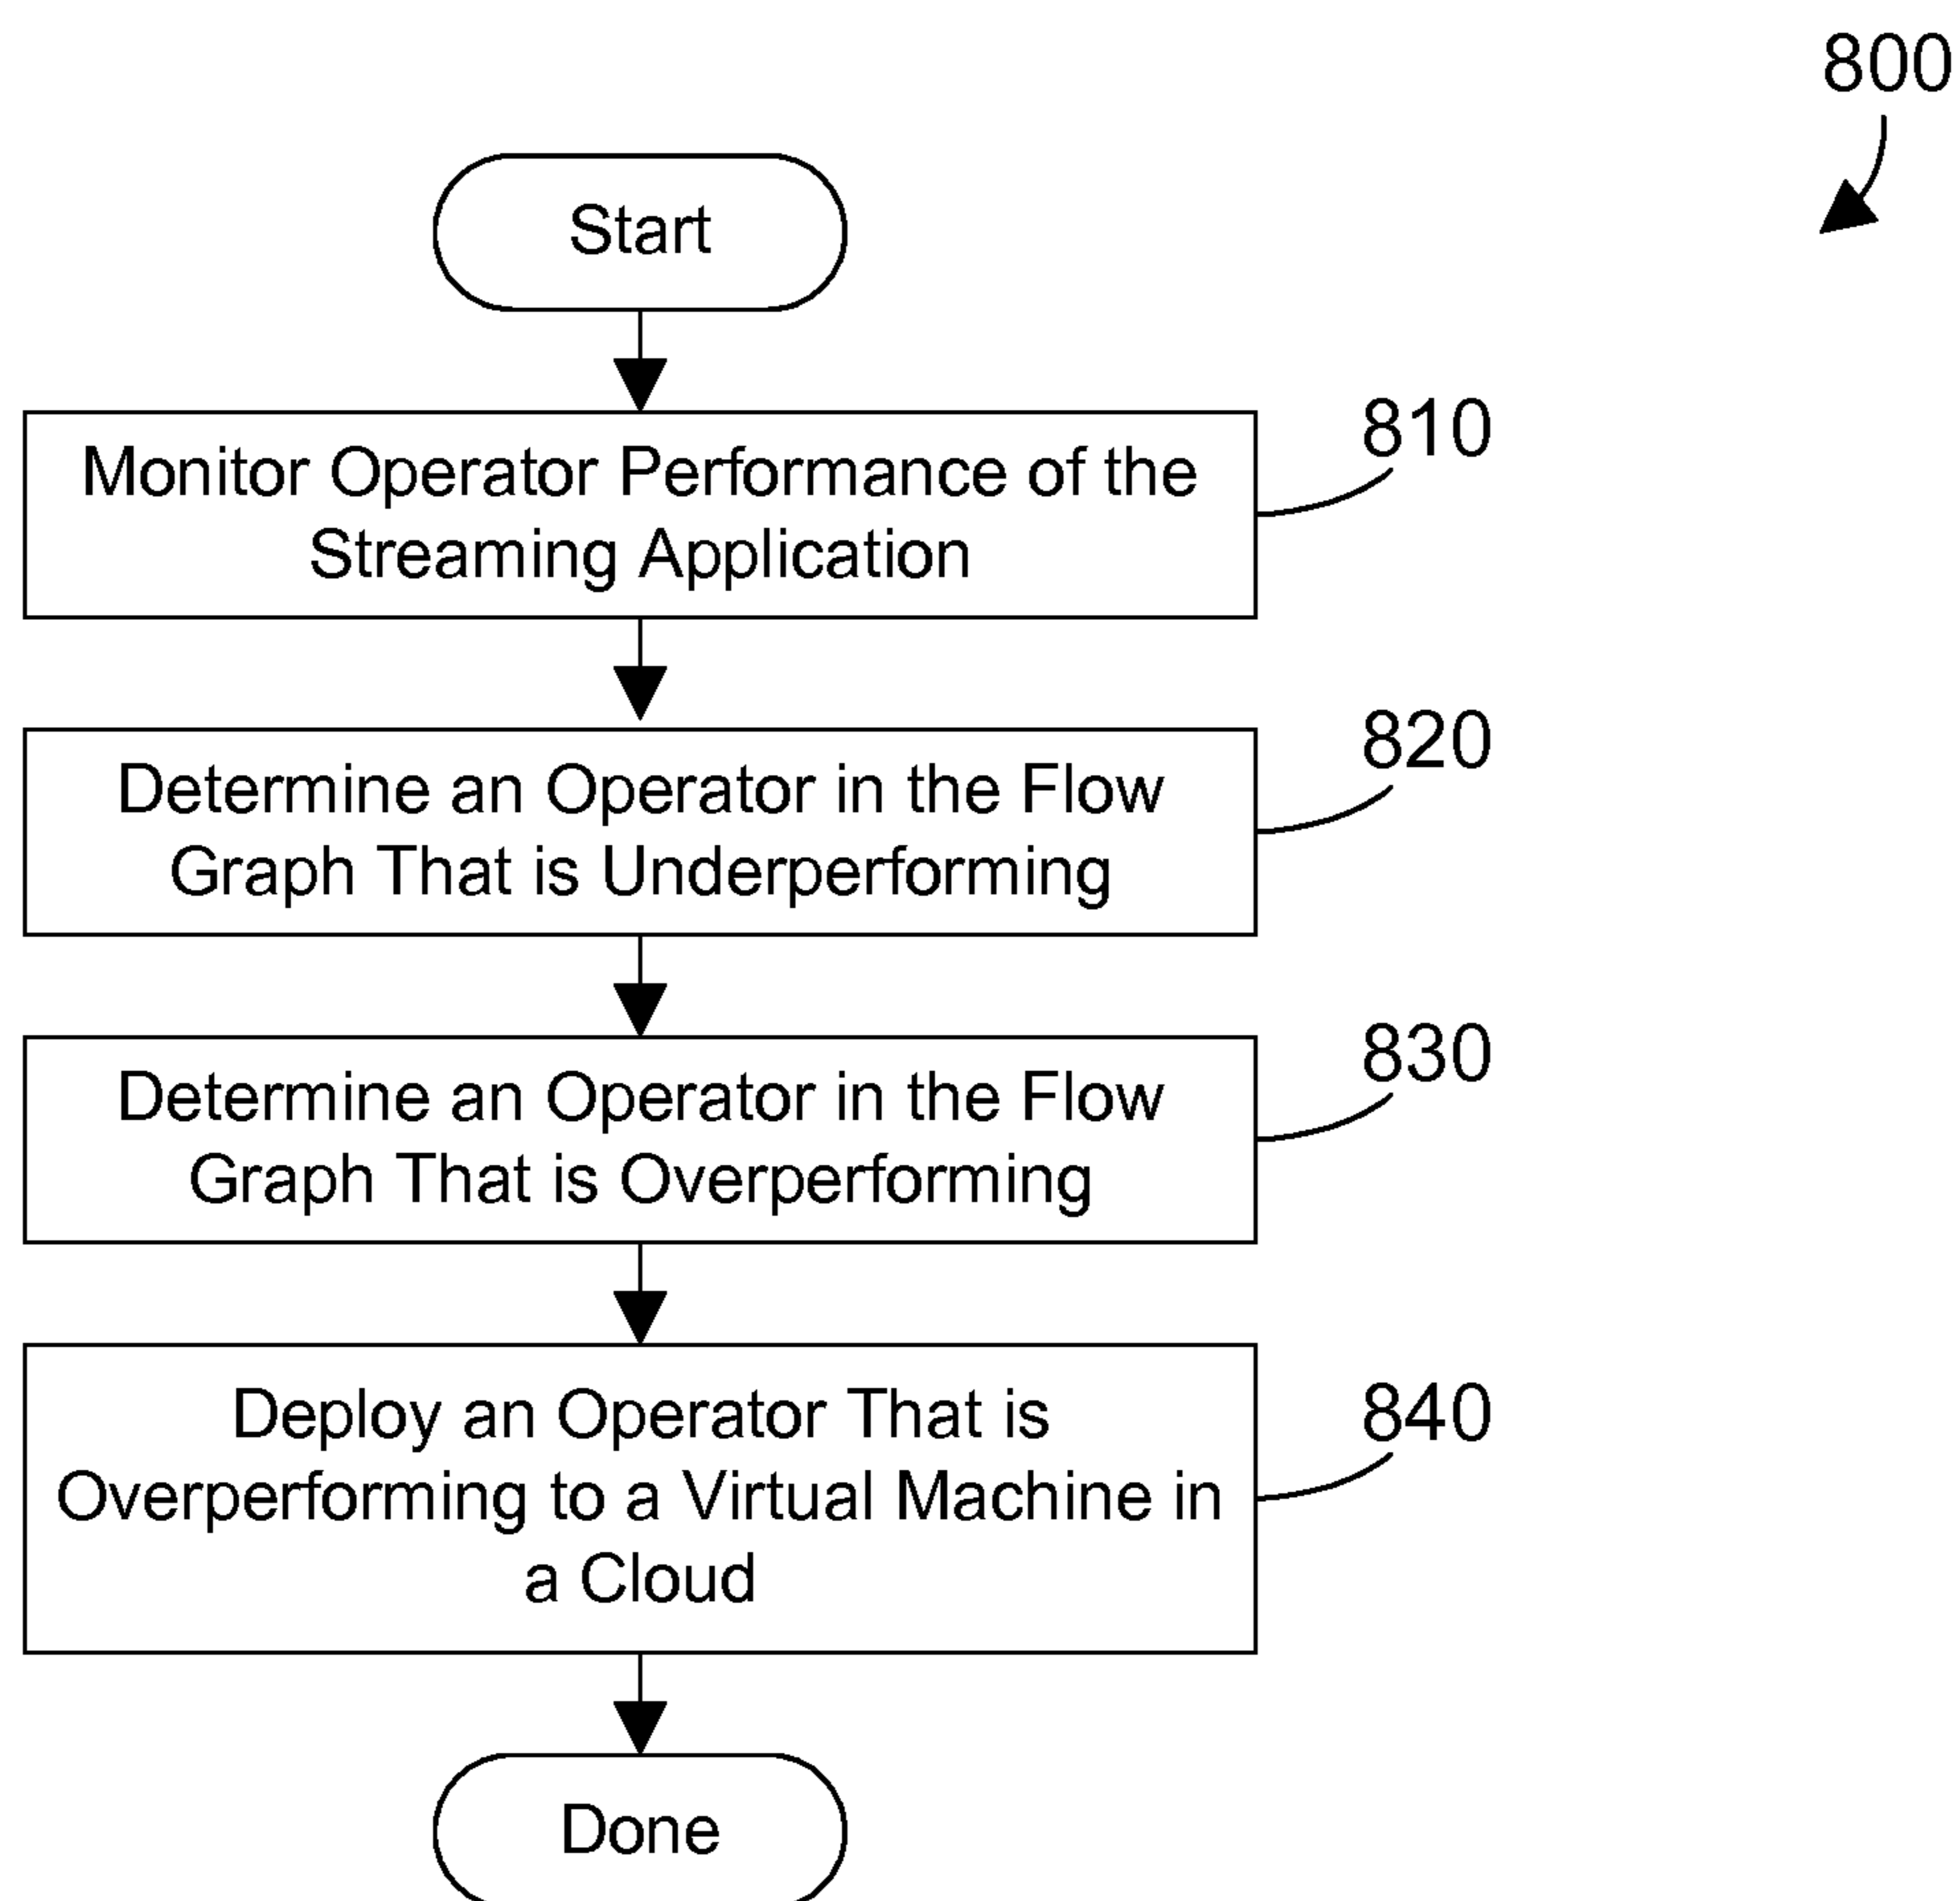 800
Start
Monitor Operator Performance of the
Streaming Application
810
Determine an Operator in the Flow
Graph That is Underperforming
820
Determine an Operator in the Flow
Graph That is Overperforming
830
Deploy an Operator That is
Overperforming to a Virtual Machine in
a Cloud
840
Done